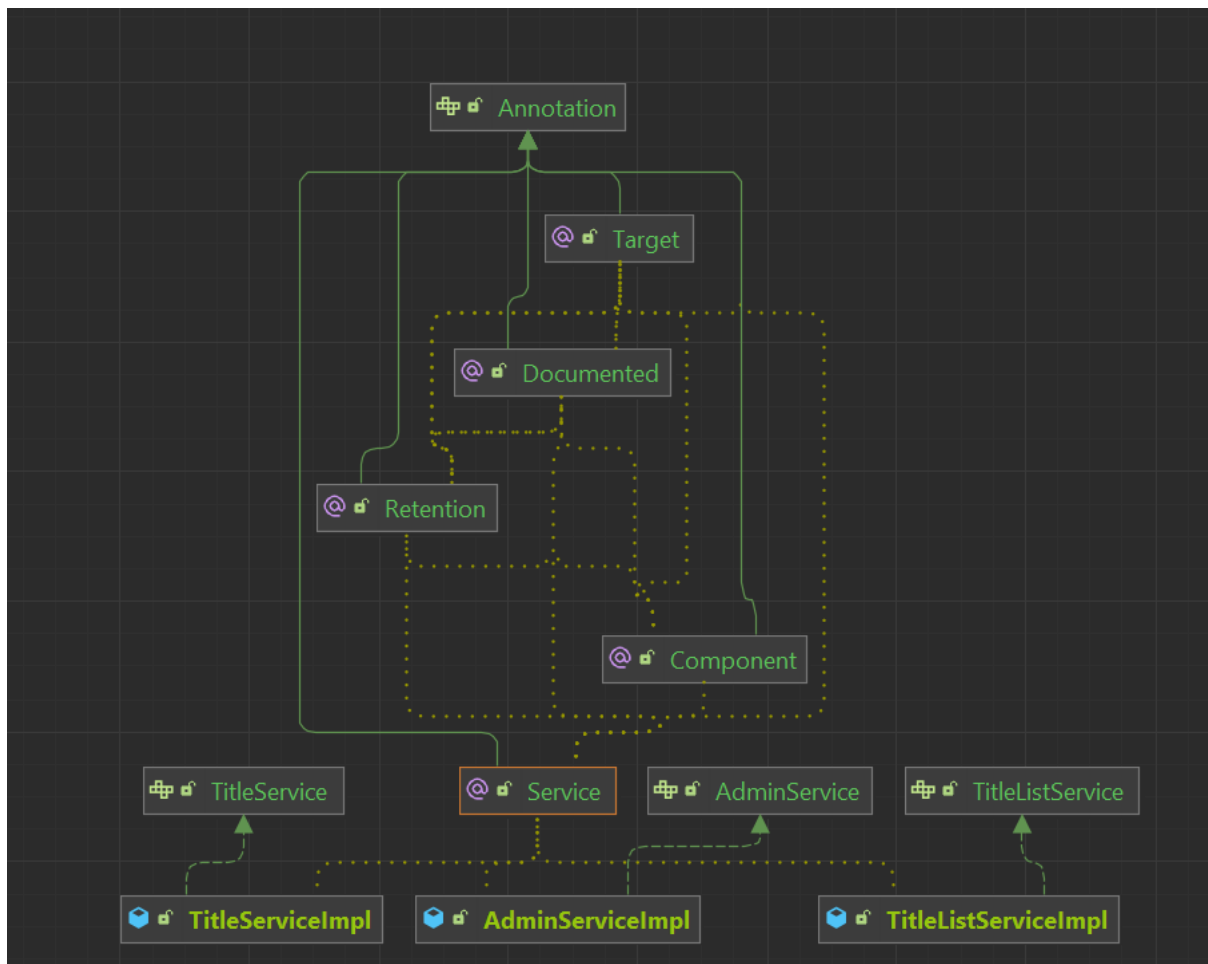 Annotation
Target
Documented
Retention
Component
TitleService
Service
AdminService
TitleListService
TitleServiceImpl
AdminServiceImpl
TitleListServiceImpl